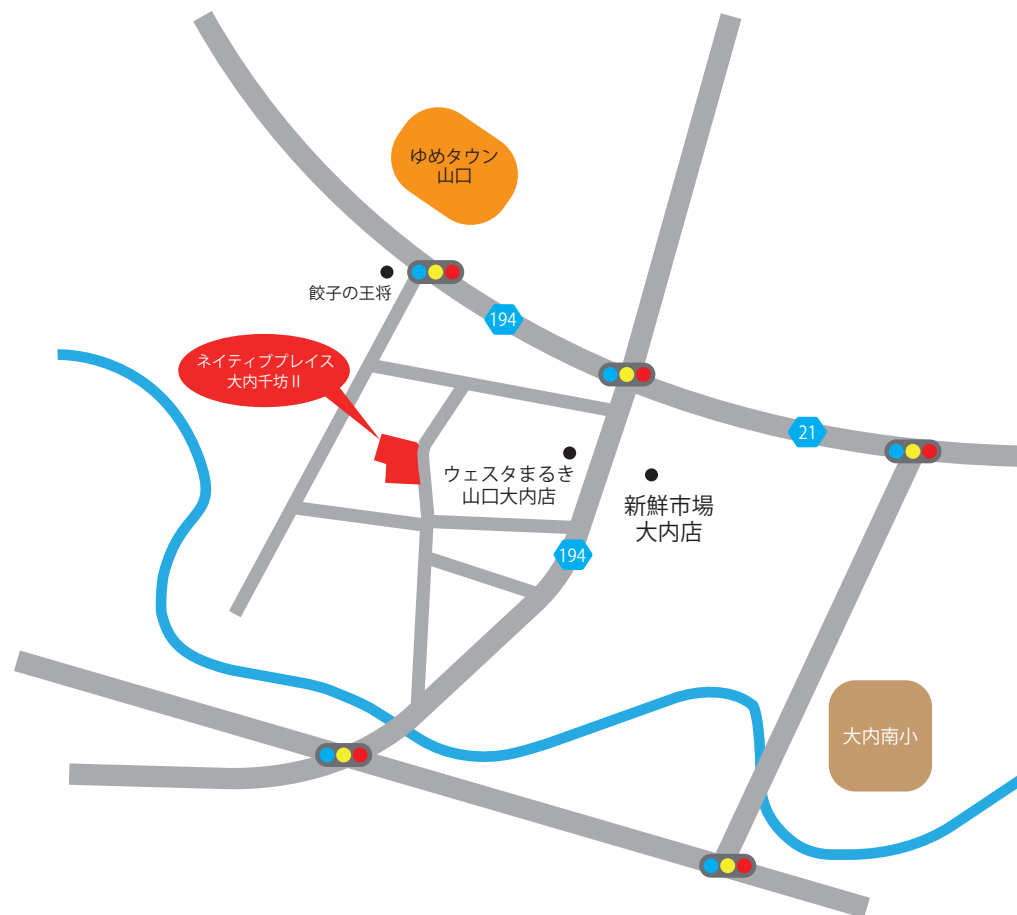 ゆめタウン
山口
餃子の王将
194
ネイティブプレイス
大内千坊Ⅱ
21
ウェスタまるき
山口大内店
新鮮市場
大内店
194
大内南小